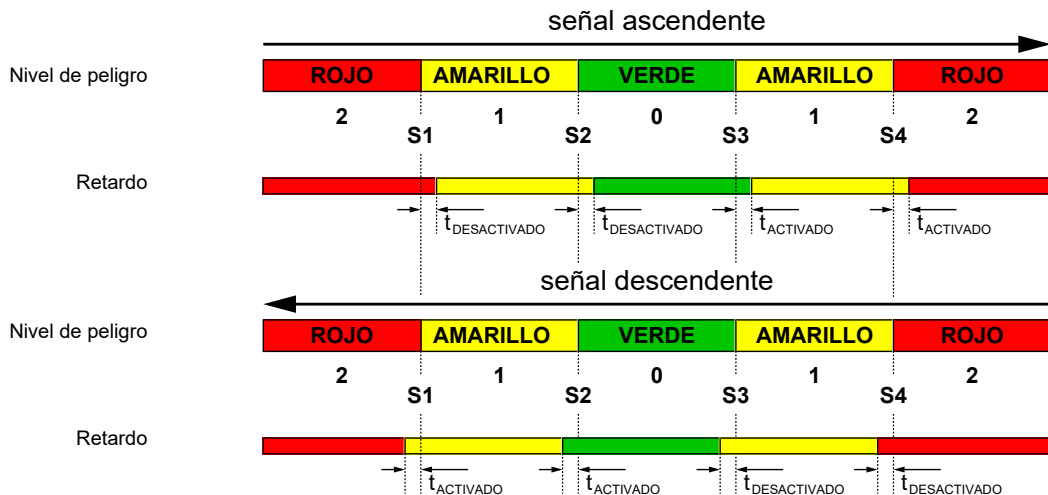 señal ascendente
Nivel de peligro ROJO AMARILLO VERDE AMARILLO ROJO
2 1 0 1 2
S1 S2 S3 S4
Retardo
tDESACTIVADO tDESACTIVADO tACTIVADO tACTIVADO
señal descendente
Nivel de peligro ROJO AMARILLO VERDE AMARILLO ROJO
2 1 0 1 2
S1 S2 S3 S4
Retardo
tACTIVADO tACTIVADO tDESACTIVADO tDESACTIVADO